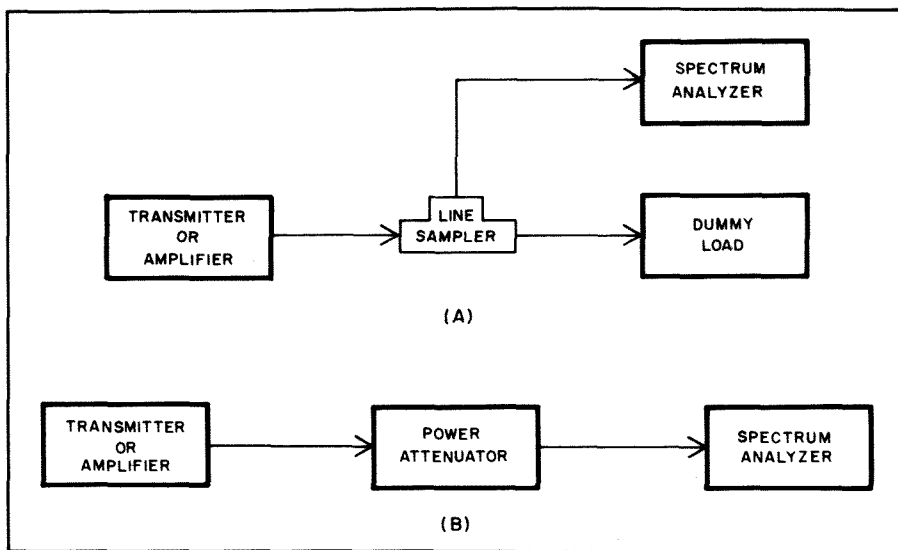 SPECTRUM
ANALYZER
TRANSMITTER
OR
AMPLIFIER
LINE
SAMPLER
DUMMY
LOAD
(A)
TRANSMITTER
OR
AMPLIFIER
POWER
ATTENUATOR
SPECTRUM
ANALYZER
(B)